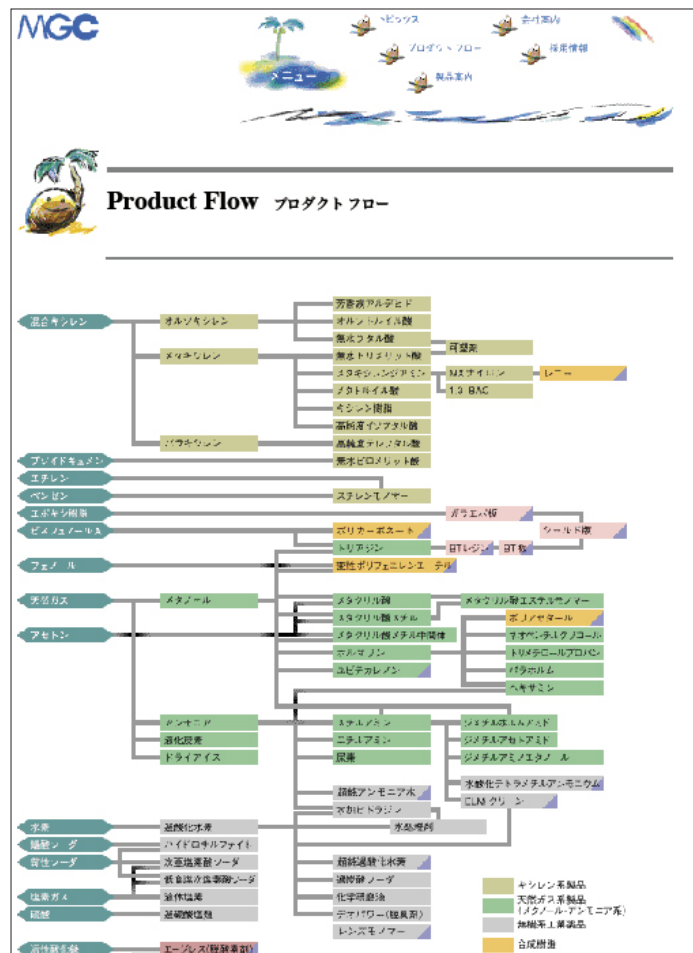 MGC
トピックス
会社案内
プロダクトフロー
採用情報
メニュー
製品案内
Product Flow プロダクト フロー
混合キシレン
オルソキシレン
芳香族アルデヒド
オルソトルイル酸
無水フタル酸
可塑剤
メタキシレン
無水トリメリット酸
メタキシレンジアミン
MXナイロン
レニー
メタトルイル酸
1,3-BAC
キシレン樹脂
高純度イソフタル酸
パラキシレン
高純度テレフタル酸
プソイドキュメン
無水ピロメリット酸
エチレン
ベンゼン
スチレンモノマー
エポキシ樹脂
ガラエポ板
ビスフェノールA
ポリカーボネート
シールド板
トリアジン
BTレジン
フェノール
変性ポリフェニレンエーテル
天然ガス
メタノール
メタクリル酸
メタクリル酸エステルモノマー
メタクリル酸メチル
ポリアセタール
アセトン
メタクリル酸メチル中間体
ネオペンチルグリコール
ホルマリン
トリメチロールプロパン
ユビデカレノン
パラホルム
ヘキサミン
アンモニア
メチルアミン
ジメチルホルムアミド
液化炭素
エチルアミン
ジメチルアセトアミド
ドライアイス
尿素
ジメチルアミノエタノール
超純アンモニア水
水酸化テトラメチルアンモニウム
水加ヒドラジン
ELMクリーン
水素
過酸化水素
水処理剤
ハイドロサルファイト
苛性ソーダ
次亜塩素酸ソーダ
超純過酸化水素
低食塩次亜塩素酸ソーダ
過炭酸ソーダ
塩素ガス
液体塩素
化学研磨液
硫酸
デオパワー(脱臭剤)
レンズモノマー
エージレス(脱酸素剤)
キシレン系製品
天然ガス系製品
(メタノール・アンモニア系)
無機系工業薬品
合成樹脂